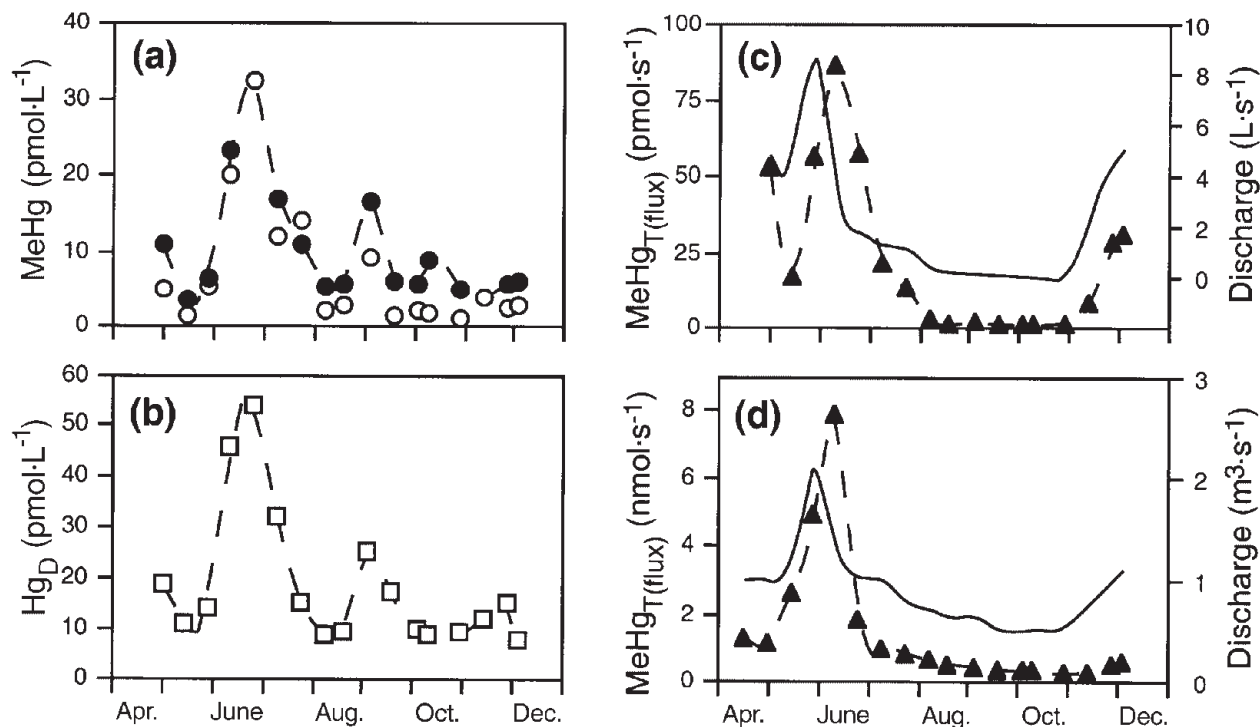 (a)
MeHg (pmol·L⁻¹)
40
30
20
10
0
(b)
Hg_D (pmol·L⁻¹)
60
50
40
30
20
10
0
Apr. June Aug. Oct. Dec.
(c)
MeHg_T(flux) (pmol·s⁻¹)
100
75
50
25
0
Discharge (L·s⁻¹)
10
8
6
4
2
0
(d)
MeHg_T(flux) (nmol·s⁻¹)
8
6
4
2
0
Discharge (m³·s⁻¹)
3
2
1
0
Apr. June Aug. Oct. Dec.